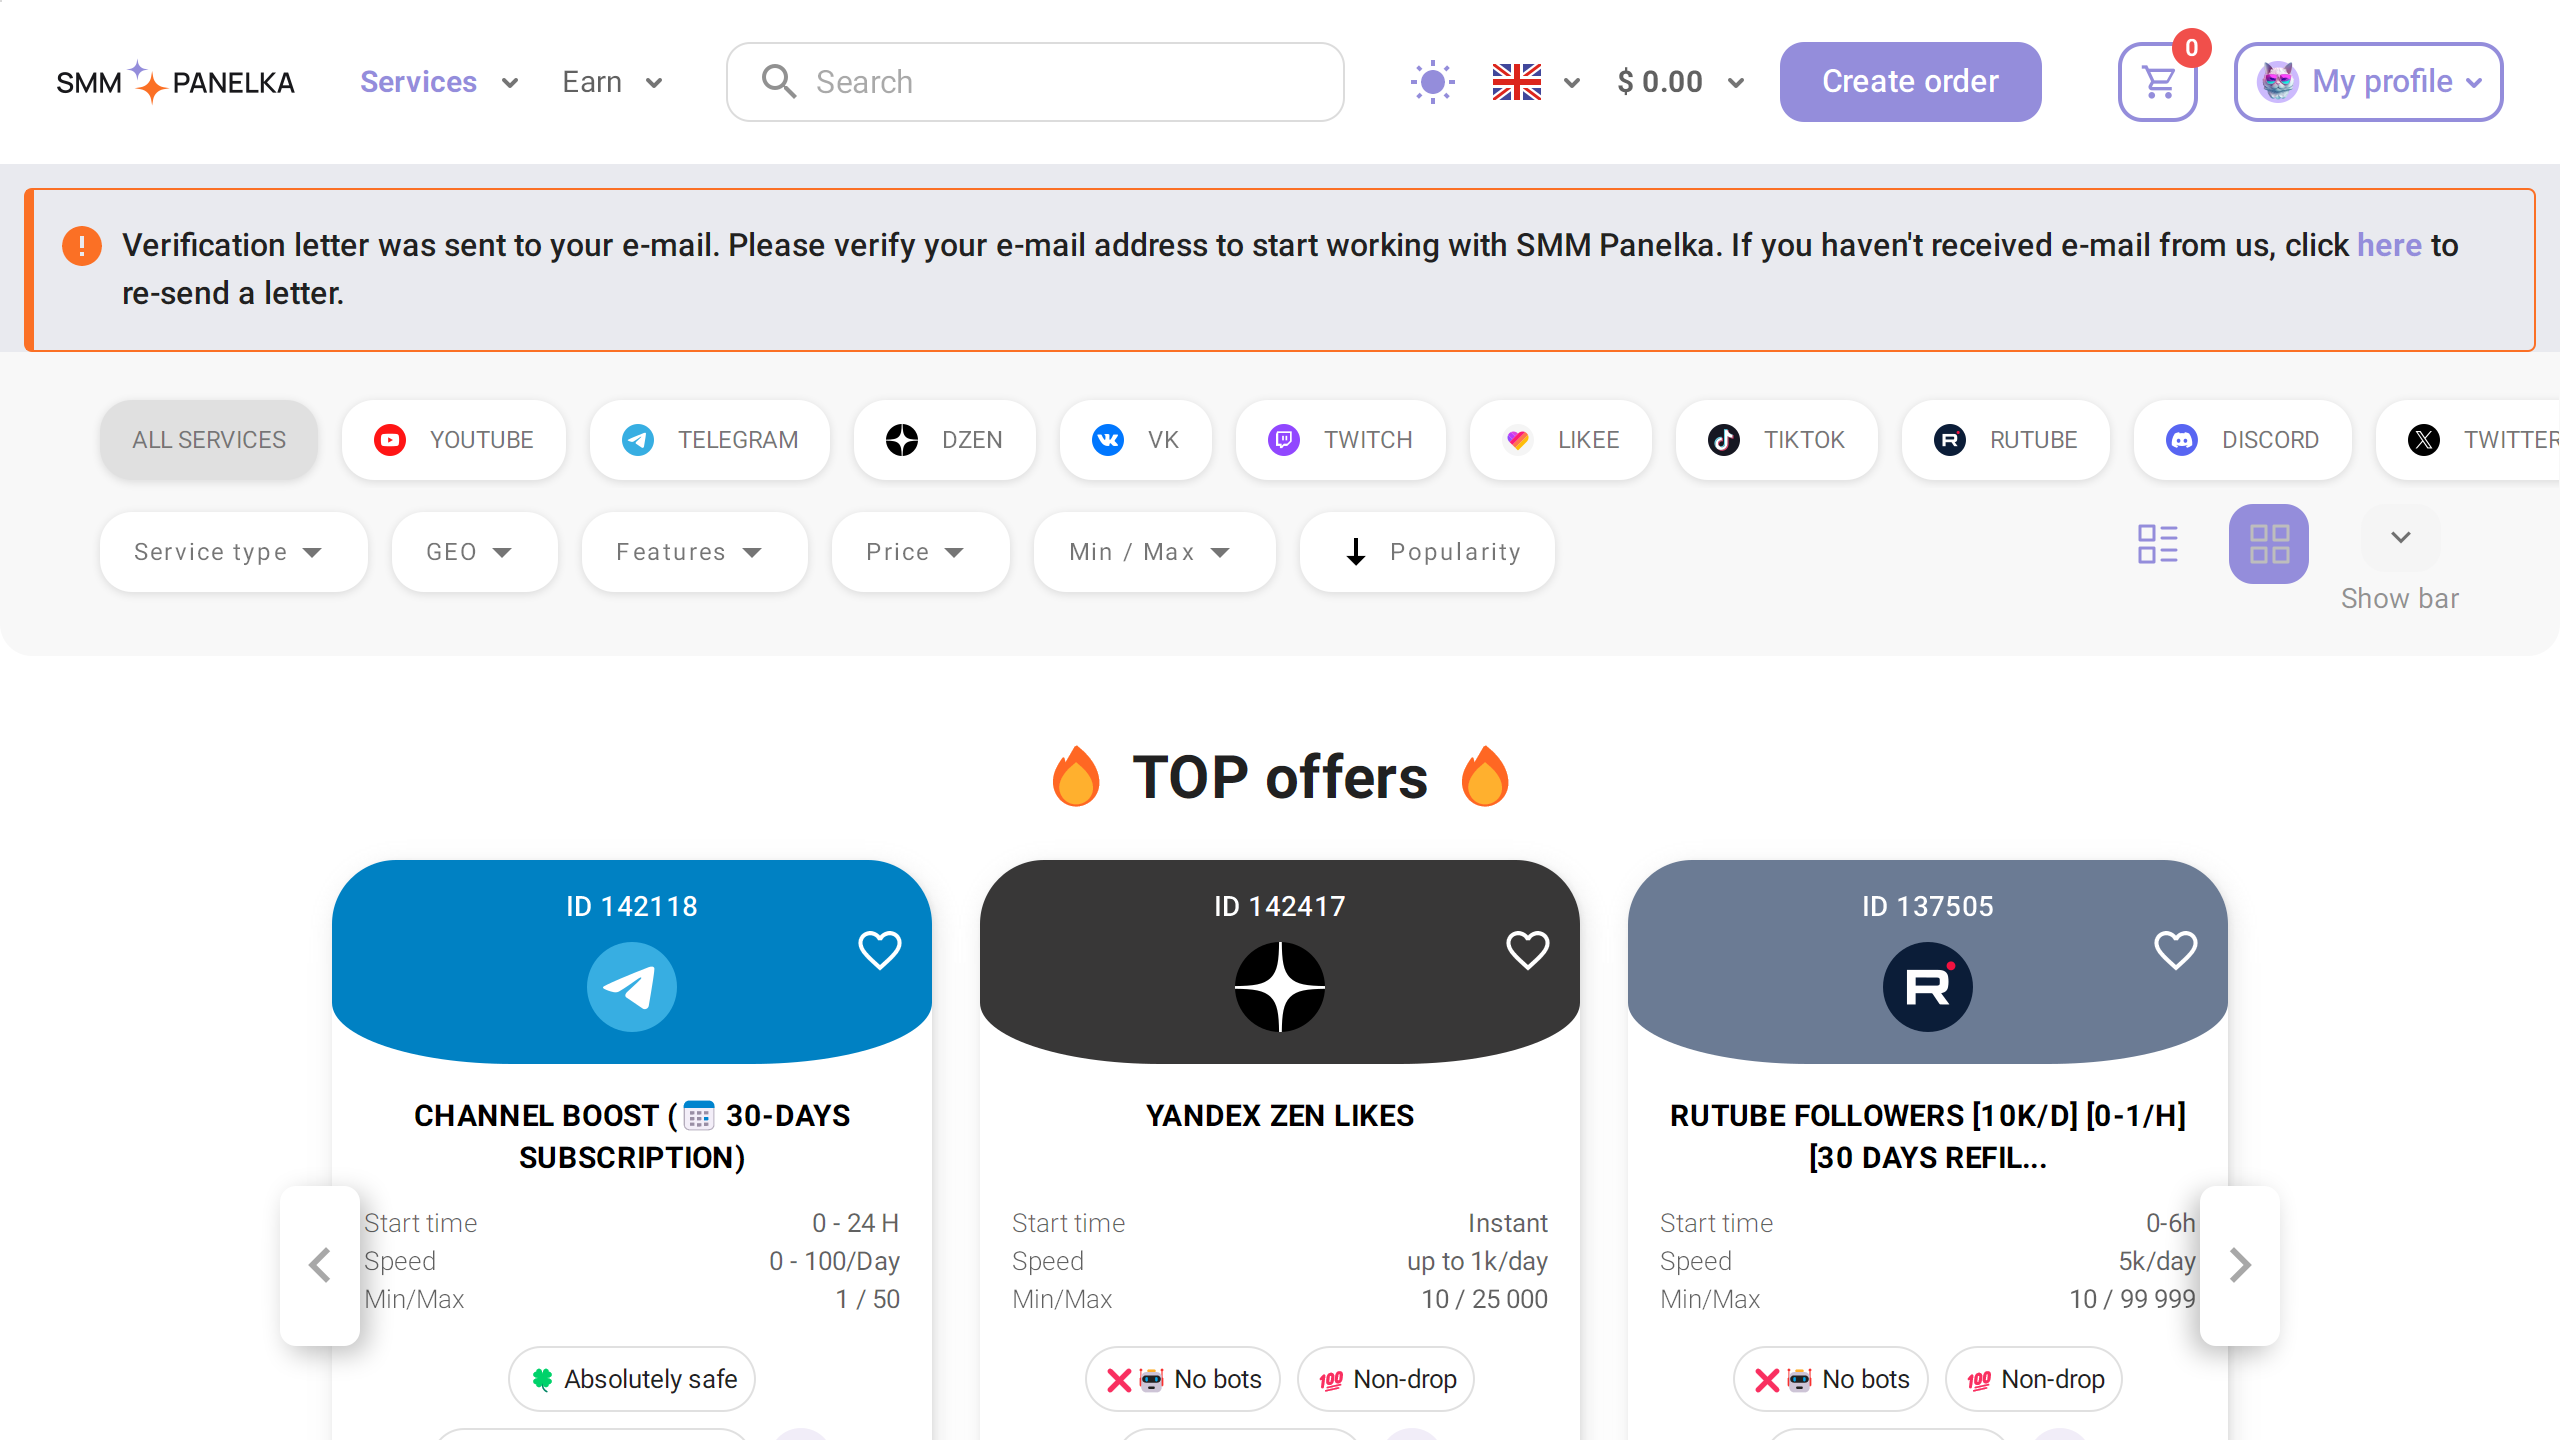 SMM PANELKA
Services
Earn
Search
$ 0.00
Create order
0
My profile
Verification letter was sent to your e-mail. Please verify your e-mail address to start working with SMM Panelka. If you haven't received e-mail from us, click here to
re-send a letter.
ALL SERVICES
YOUTUBE
TELEGRAM
DZEN
VK
TWITCH
LIKEE
TIKTOK
RUTUBE
DISCORD
TWITTER
Service type
GEO
Features
Price
Min / Max
Popularity
Show bar
🔥 TOP offers 🔥
ID 142118
CHANNEL BOOST (📅 30-DAYS
SUBSCRIPTION)
Start time 0 - 24 H
Speed 0 - 100/Day
Min/Max 1 / 50
🍀 Absolutely safe
ID 142417
YANDEX ZEN LIKES
Start time Instant
Speed up to 1k/day
Min/Max 10 / 25 000
❌🤖 No bots
💯 Non-drop
ID 137505
RUTUBE FOLLOWERS [10K/D] [0-1/H]
[30 DAYS REFIL...
Start time 0-6h
Speed 5k/day
Min/Max 10 / 99 999
❌🤖 No bots
💯 Non-drop